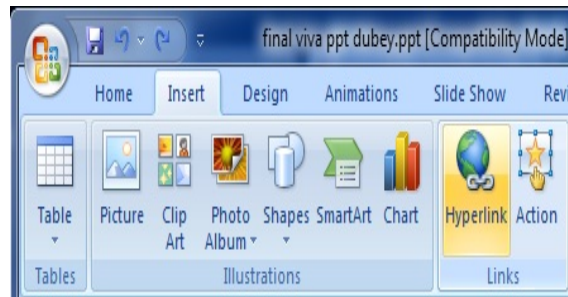 final viva ppt dubey.ppt [Compatibility Mode]
Home Insert Design Animations Slide Show Revi
Table Picture Clip Art Photo Album Shapes SmartArt Chart Hyperlink Action
Tables Illustrations Links